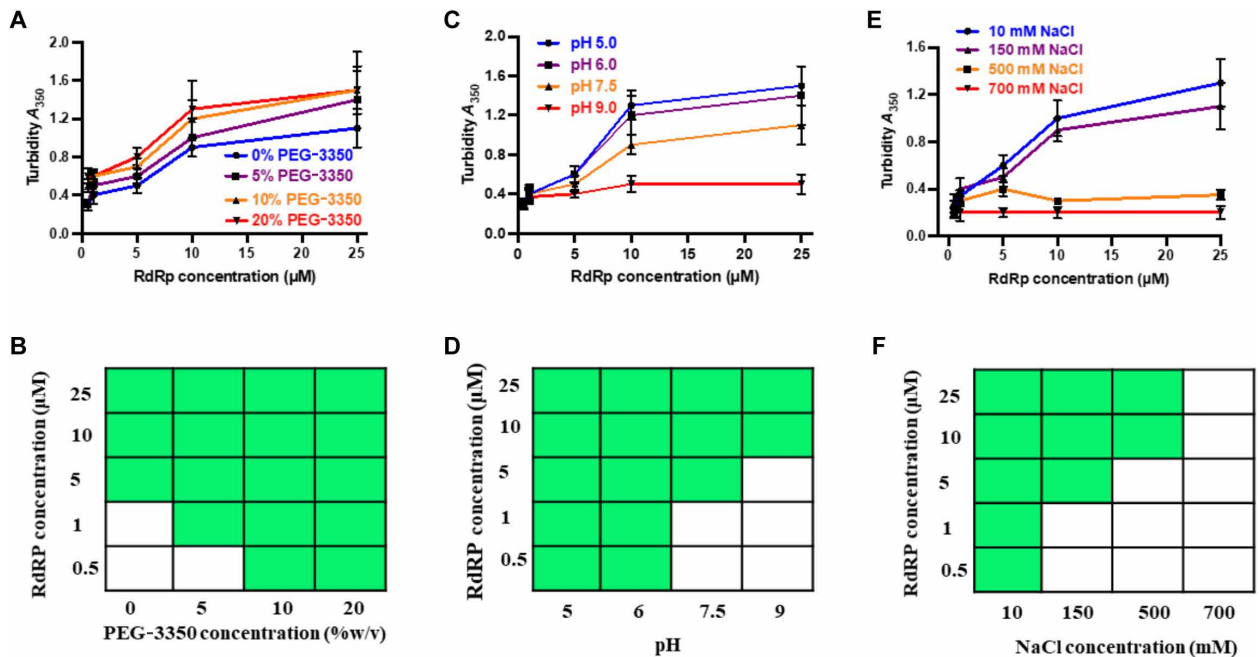 A
Turbidity A350
2.0
1.6
1.2
0.8
0.4
0.0
0% PEG-3350
5% PEG-3350
10% PEG-3350
20% PEG-3350
0 5 10 15 20 25
RdRp concentration (μM)
C
Turbidity A350
2.0
1.6
1.2
0.8
0.4
0.0
pH 5.0
pH 6.0
pH 7.5
pH 9.0
0 5 10 15 20 25
RdRp concentration (μM)
E
Turbidity A350
1.6
1.2
0.8
0.4
0.0
10 mM NaCl
150 mM NaCl
500 mM NaCl
700 mM NaCl
0 5 10 15 20 25
RdRp concentration (μM)
B
RdRP concentration (μM)
25
10
5
1
0.5
0 5 10 20
PEG-3350 concentration (%w/v)
D
RdRP concentration (μM)
25
10
5
1
0.5
5 6 7.5 9
pH
F
RdRP concentration (μM)
25
10
5
1
0.5
10 150 500 700
NaCl concentration (mM)